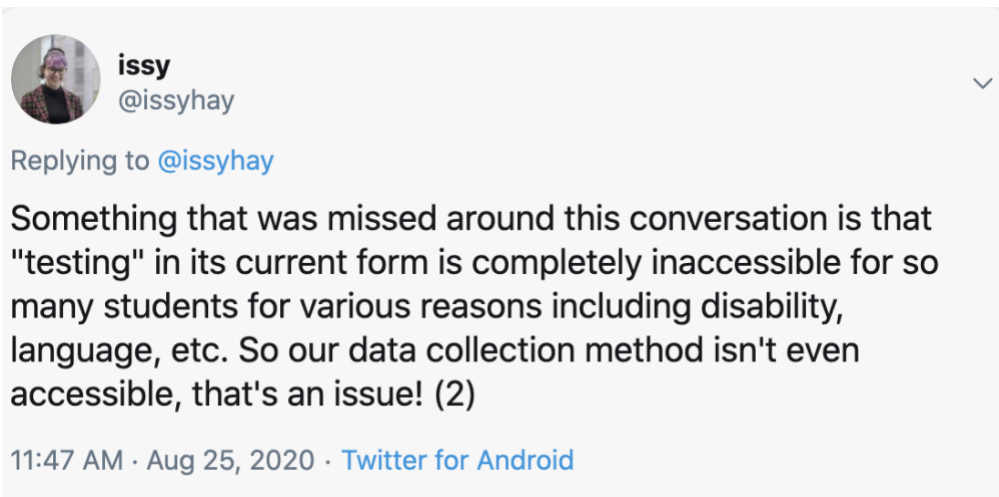 issy
@issyhay
Replying to @issyhay
Something that was missed around this conversation is that
"testing" in its current form is completely inaccessible for so
many students for various reasons including disability,
language, etc. So our data collection method isn't even
accessible, that's an issue! (2)
11:47 AM · Aug 25, 2020 · Twitter for Android